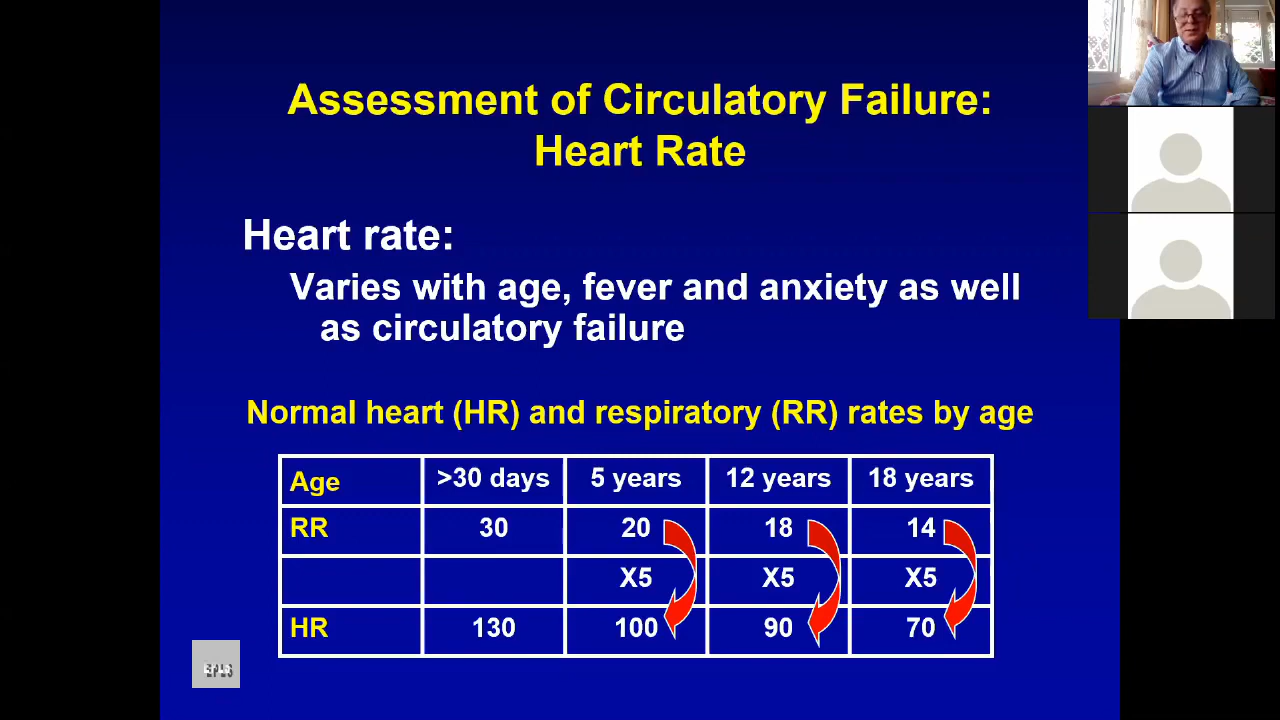 Assessment of Circulatory Failure:
Heart Rate
Heart rate:
Varies with age, fever and anxiety as well
as circulatory failure
Normal heart (HR) and respiratory (RR) rates by age
Age >30 days 5 years 12 years 18 years
RR 30 20 18 14
X5 X5 X5
HR 130 100 90 70
EPLS